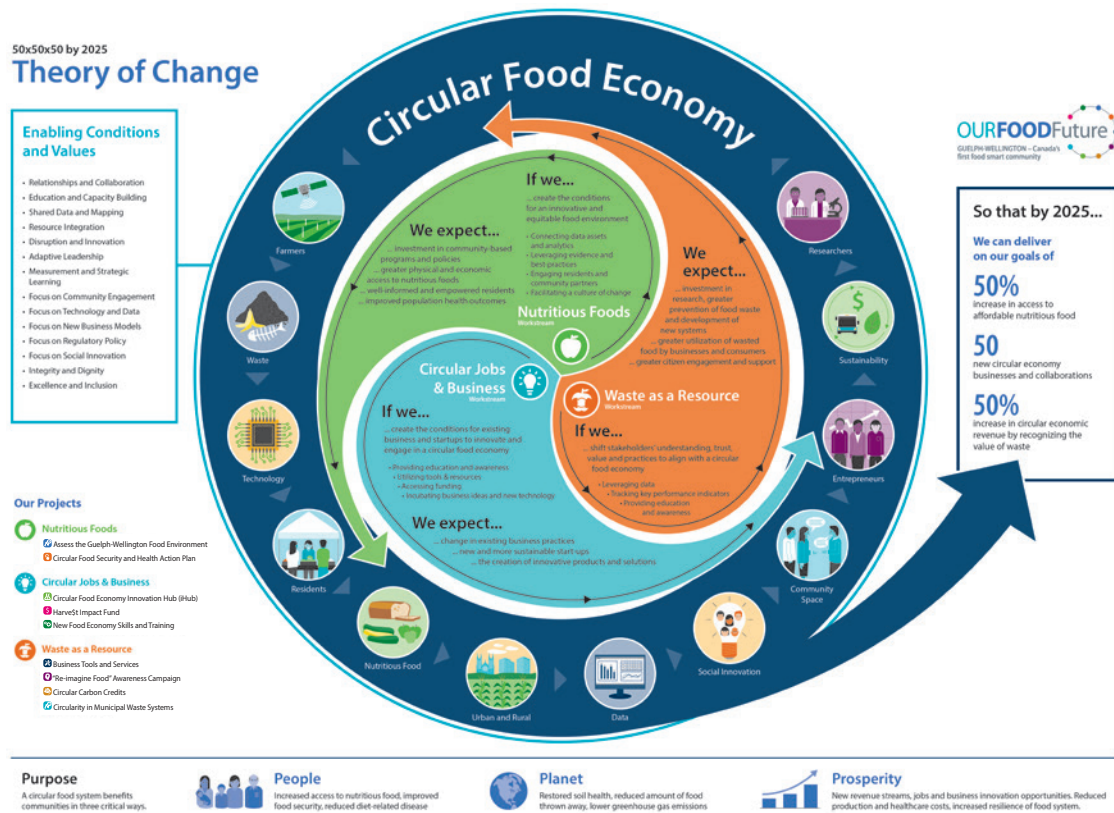 50x50x50 by 2025
Theory of Change
Enabling Conditions
and Values
• Relationships and Collaboration
• Education and Capacity Building
• Shared Data and Mapping
• Resource Integration
• Disruption and Innovation
• Adaptive Leadership
• Measurement and Strategic
Learning
• Focus on Community Engagement
• Focus on Technology and Data
• Focus on New Business Models
• Focus on Regulatory Policy
• Focus on Social Innovation
• Integrity and Dignity
• Excellence and Inclusion
Our Projects
Nutritious Foods
Assess the Guelph-Wellington Food Environment
Circular Food Security and Health Action Plan
Circular Jobs & Business
Circular Food Economy Innovation Hub (iHub)
Harve$t Impact Fund
New Food Economy Skills and Training
Waste as a Resource
Business Tools and Services
"Re-imagine Food" Awareness Campaign
Circular Carbon Credits
Circularity in Municipal Waste Systems
Circular Food Economy
Farmers
Waste
Technology
Residents
Nutritious Food
Urban and Rural
Data
Social Innovation
Community
Space
Entrepreneurs
Sustainability
Researchers
If we...
... create the conditions
for an innovative and
equitable food environment
• Connecting data assets
and analytics
• Leveraging evidence and
best practices
• Engaging residents and
community partners
• Facilitating a culture of change
We expect...
... investment in community-based
programs and policies
... greater physical and economic
access to nutritious foods
... well-informed and empowered residents
... improved population health outcomes
Nutritious Foods
Workstream
Circular Jobs
& Business
Workstream
If we...
... create the conditions for existing
business and startups to innovate and
engage in a circular food economy
• Providing education and awareness
• Utilizing tools & resources
• Accessing funding
• Incubating business ideas and new technology
We expect...
... change in existing business practices
... new and more sustainable start-ups
... the creation of innovative products and solutions
Waste as a Resource
Workstream
If we...
... shift stakeholders' understanding, trust,
value and practices to align with a circular
food economy
• Leveraging data
• Tracking key performance indicators
• Providing education
and awareness
We
expect...
... investment in
research, greater
prevention of food waste
and development of
new systems
... greater utilization of wasted
food by businesses and consumers
... greater citizen engagement and support
OURFOODFuture
GUELPH-WELLINGTON – Canada's
first food smart community
So that by 2025...
We can deliver
on our goals of
50%
increase in access to
affordable nutritious food
50
new circular economy
businesses and collaborations
50%
increase in circular economic
revenue by recognizing the
value of waste
Purpose
A circular food system benefits
communities in three critical ways.
People
Increased access to nutritious food, improved
food security, reduced diet-related disease
Planet
Restored soil health, reduced amount of food
thrown away, lower greenhouse gas emissions
Prosperity
New revenue streams, jobs and business innovation opportunities. Reduced
production and healthcare costs, increased resilience of food system.